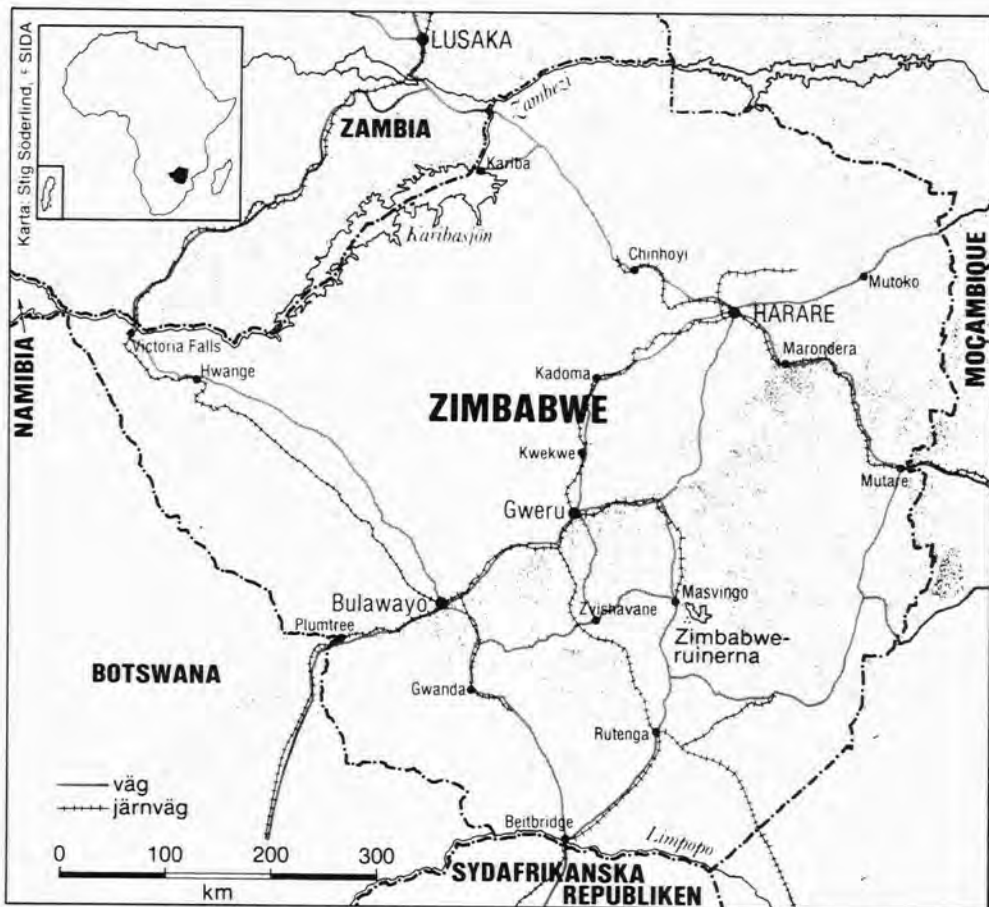 Karta: Stig Söderlind, © SIDA
LUSAKA
ZAMBIA
Zambezi
Kariba
Karibasjön
Chinhoyi
Mutoko
HARARE
MOÇAMBIQUE
NAMIBIA
Victoria Falls
Hwange
Kadoma
Marondera
ZIMBABWE
Kwekwe
Mutare
Gweru
Bulawayo
Masvingo
Zvishavane
Plumtree
Zimbabwe-
ruinerna
BOTSWANA
Gwanda
Rutenga
väg
järnväg
Beitbridge
Limpopo
0 100 200 300
km
SYDAFRIKANSKA
REPUBLIKEN